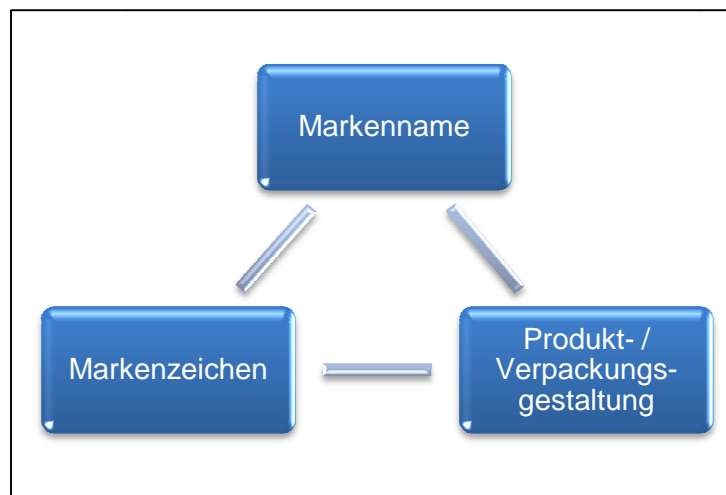 Markenname
Markenzeichen
Produkt- /
Verpackungs-
gestaltung